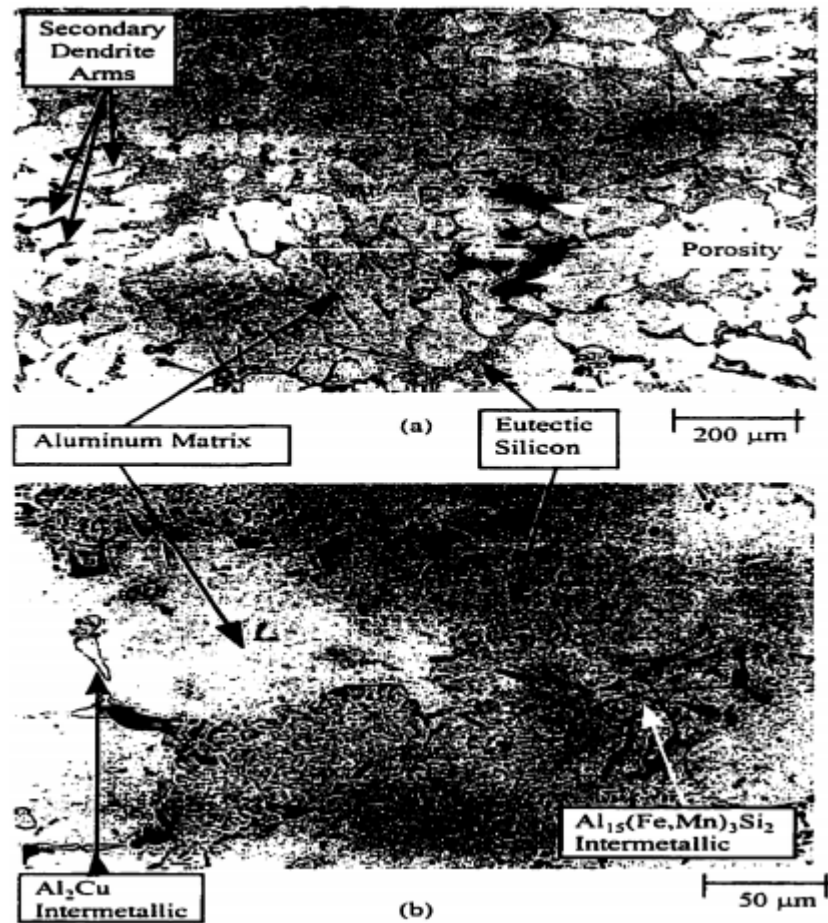 Secondary
Dendrite
Arms
Porosity
(a)
200 µm
Aluminum Matrix
Eutectic
Silicon
Al₁₅(Fe,Mn)₃Si₂
Intermetallic
Al₂Cu
Intermetallic
(b)
50 µm